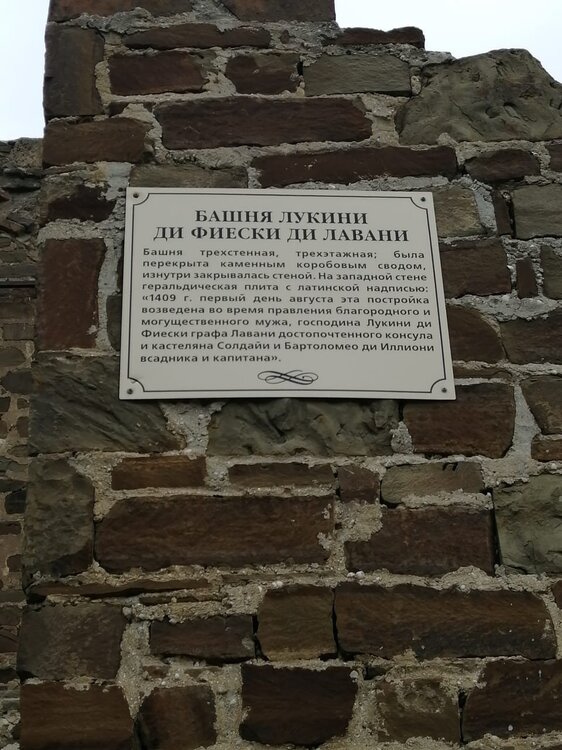 БАШНЯ ЛУКИНИ
ДИ ФИЕСКИ ДИ ЛАВАНИ
Башня трехстенная, трехэтажная; была
перекрыта каменным коробовым сводом,
изнутри закрывалась стеной. На западной стене
геральдическая плита с латинской надписью:
«1409 г. первый день августа эта постройка
возведена во время правления благородного и
могущественного мужа, господина Лукини ди
Фиески графа Лавани достопочтенного консула
и кастеляна Солдайи и Бартоломео ди Иллиони
всадника и капитана».